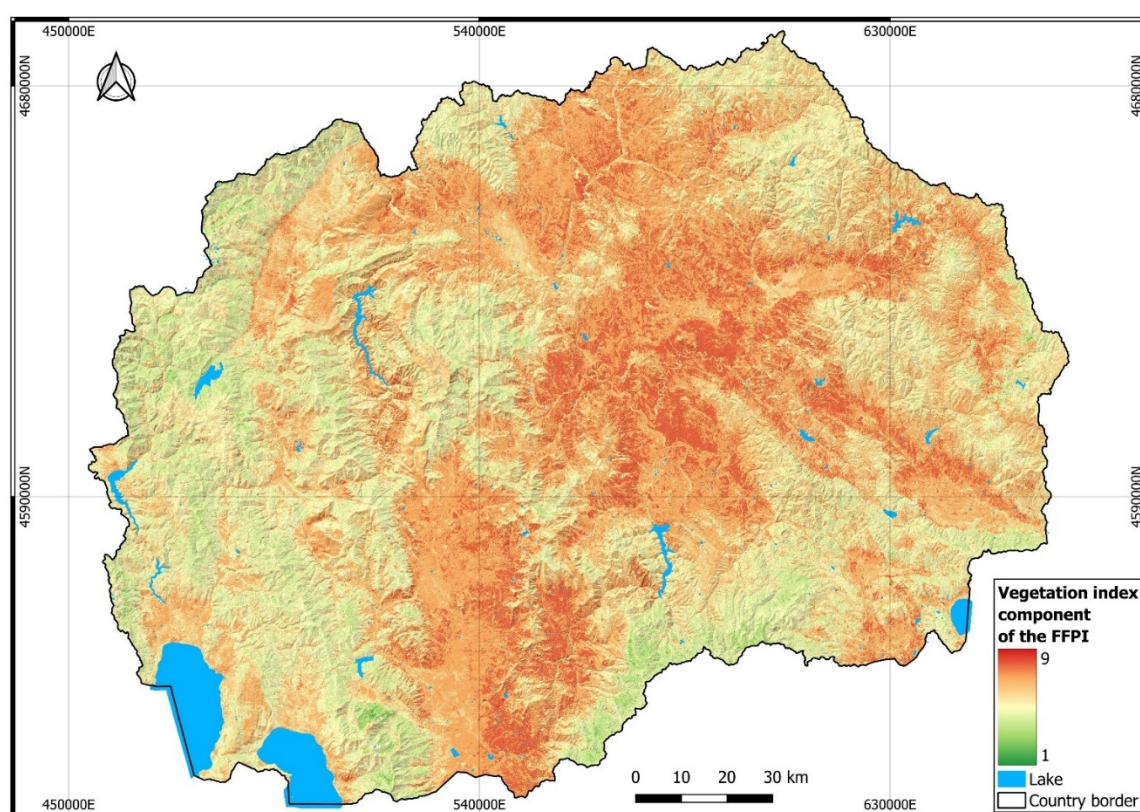 450000E 540000E 630000E
4680000N 4680000N
4590000N 4590000N
Vegetation index
component
of the FFPI
9
1
Lake
Country border
0 10 20 30 km
450000E 540000E 630000E